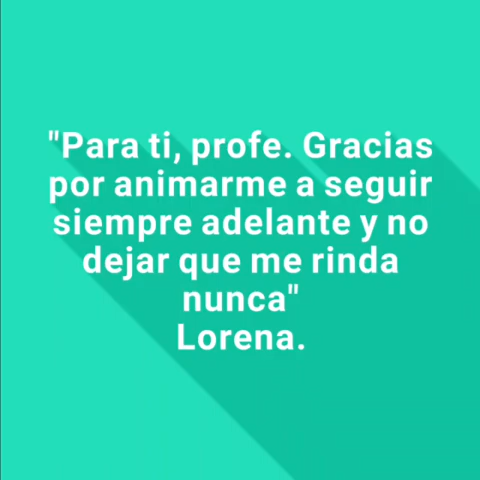 "Para ti, profe. Gracias
por animarme a seguir
siempre adelante y no
dejar que me rinda
nunca"
Lorena.